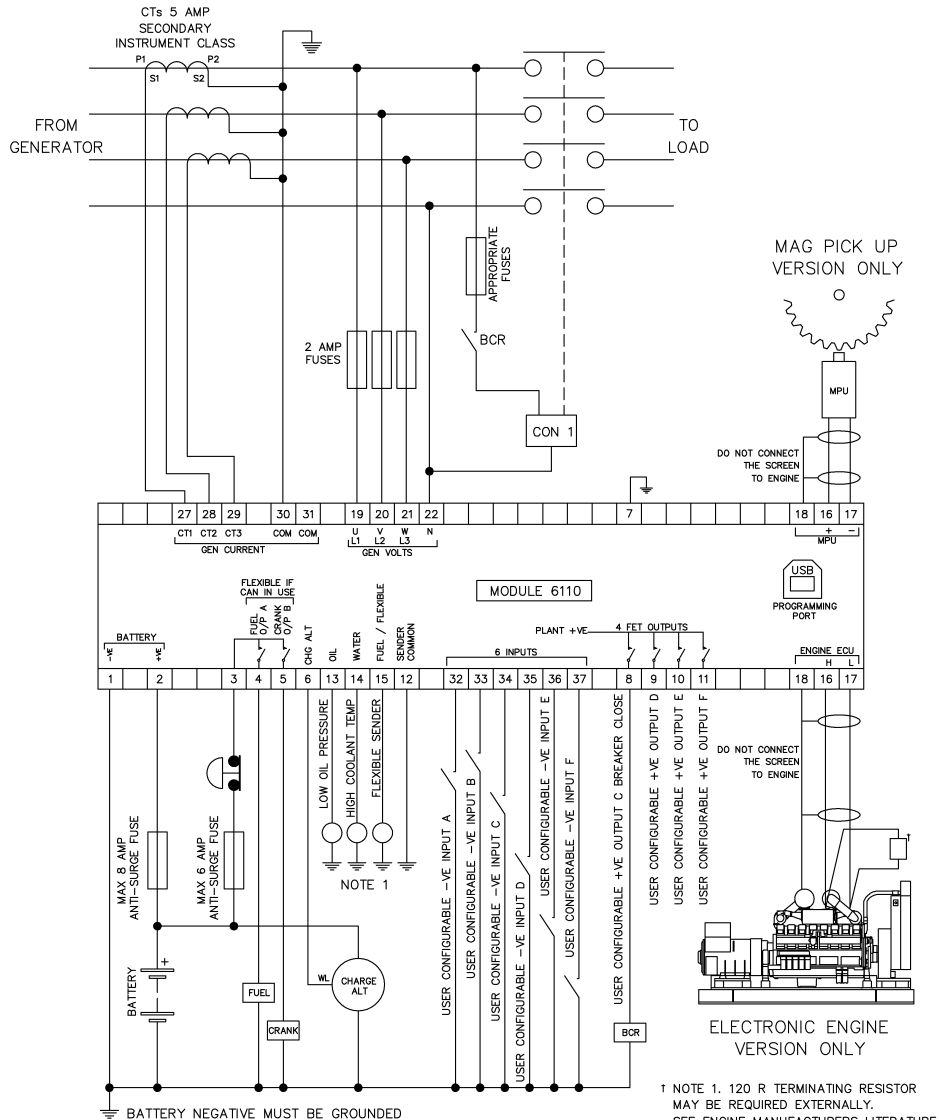 CTs 5 AMP
SECONDARY
INSTRUMENT CLASS
P1
P2
S1
S2
FROM
GENERATOR
TO
LOAD
APPROPRIATE
FUSES
2 AMP
FUSES
BCR
CON 1
MAG PICK UP
VERSION ONLY
MPU
DO NOT CONNECT
THE SCREEN
TO ENGINE
27 28 29 30 31 19 20 21 22 7 18 16 17
CT1 CT2 CT3 COM COM
GEN CURRENT
U V W N
L1 L2 L3
GEN VOLTS
+ −
MPU
USB
PROGRAMMING
PORT
MODULE 6110
FLEXIBLE IF
CAN IN USE
BATTERY
-VE
+VE
FUEL
O/P A
CRANK
O/P B
CHG ALT
OIL
WATER
FUEL / FLEXIBLE
SENDER
COMMON
6 INPUTS
PLANT +VE
4 FET OUTPUTS
ENGINE ECU
H L
1 2 3 4 5 6 13 14 15 12 32 33 34 35 36 37 8 9 10 11 18 16 17
MAX 8 AMP
ANTI-SURGE FUSE
MAX 6 AMP
ANTI-SURGE FUSE
LOW OIL PRESSURE
HIGH COOLANT TEMP
FLEXIBLE SENDER
NOTE 1
USER CONFIGURABLE -VE INPUT A
USER CONFIGURABLE -VE INPUT B
USER CONFIGURABLE -VE INPUT C
USER CONFIGURABLE -VE INPUT D
USER CONFIGURABLE -VE INPUT E
USER CONFIGURABLE -VE INPUT F
USER CONFIGURABLE +VE OUTPUT C BREAKER CLOSE
USER CONFIGURABLE +VE OUTPUT D
USER CONFIGURABLE +VE OUTPUT E
USER CONFIGURABLE +VE OUTPUT F
DO NOT CONNECT
THE SCREEN
TO ENGINE
†
BATTERY
+
FUEL
CRANK
WL
CHARGE
ALT
BCR
ELECTRONIC ENGINE
VERSION ONLY
BATTERY NEGATIVE MUST BE GROUNDED
† NOTE 1. 120 R TERMINATING RESISTOR
MAY BE REQUIRED EXTERNALLY.
SEE ENGINE MANUFACTURERS LITERATURE